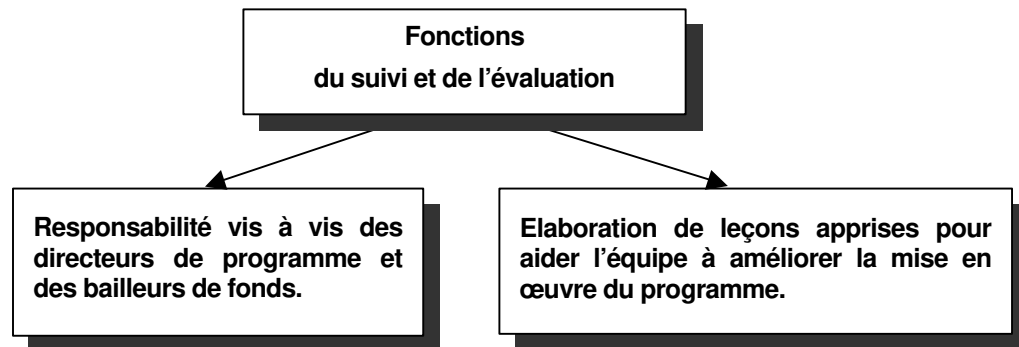 Fonctions
du suivi et de l’évaluation
Responsabilité vis à vis des
directeurs de programme et
des bailleurs de fonds.
Elaboration de leçons apprises pour
aider l’équipe à améliorer la mise en
œuvre du programme.